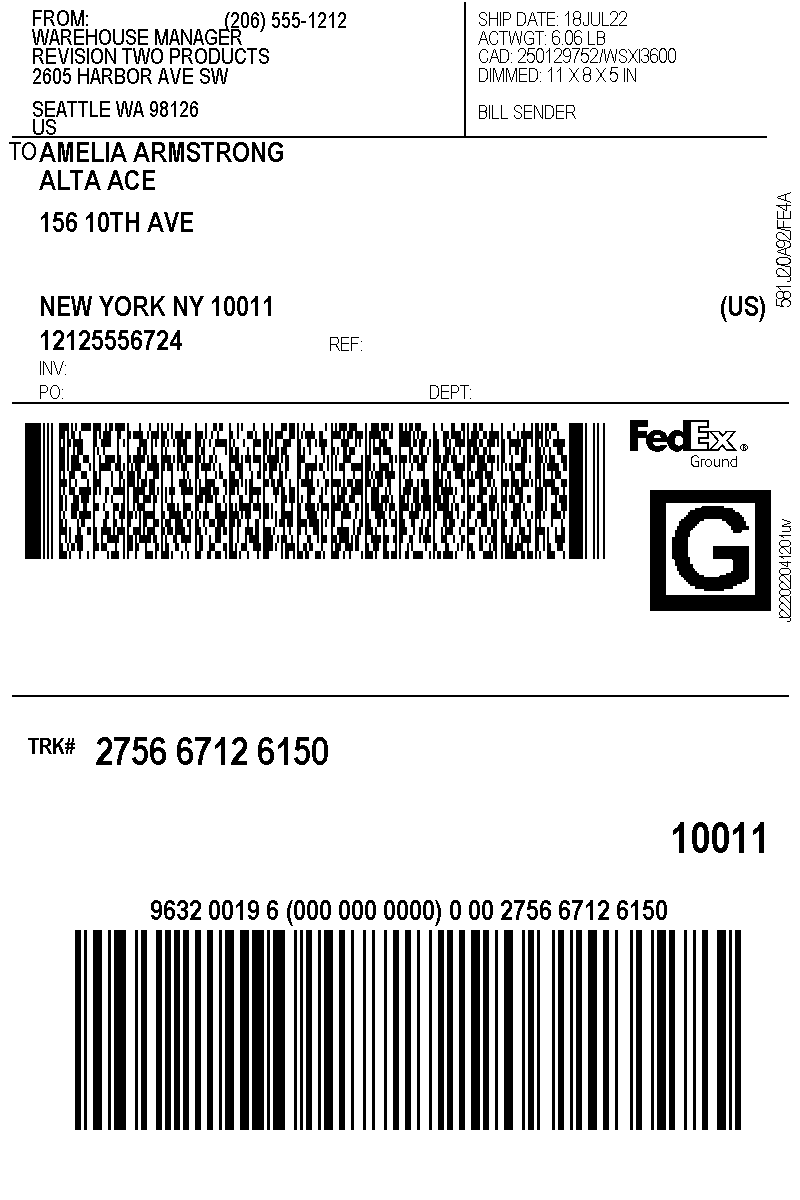 FROM: (206) 555-1212
WAREHOUSE MANAGER
REVISION TWO PRODUCTS
2605 HARBOR AVE SW
SEATTLE WA 98126
US
SHIP DATE: 18JUL22
ACTWGT: 6.06 LB
CAD: 250129752/WSXI3600
DIMMED: 11 X 8 X 5 IN
BILL SENDER
TO AMELIA ARMSTRONG
ALTA ACE
156 10TH AVE
NEW YORK NY 10011 (US)
12125556724 REF:
INV:
PO: DEPT:
581J2/0A92/FE4A
FedEx ®
Ground
G
J222022041201uv
TRK# 2756 6712 6150
10011
9632 0019 6 (000 000 0000) 0 00 2756 6712 6150